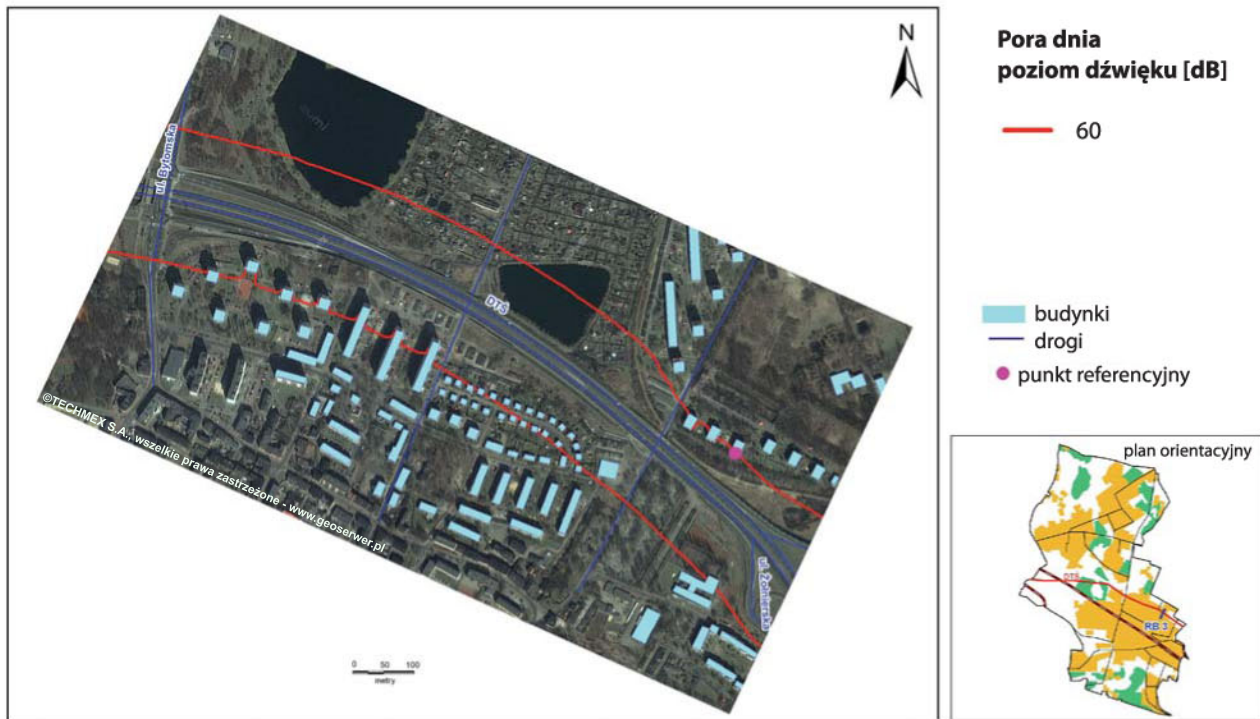 N
Pora dnia
poziom dźwięku [dB]
60
ul. Bytomska
DTŚ
budynki
drogi
punkt referencyjny
©TECHMEX S.A., wszelkie prawa zastrzeżone - www.geoserwer.pl
ul. Żołnierska
plan orientacyjny
DTŚ
RB 3
0 50 100
metry